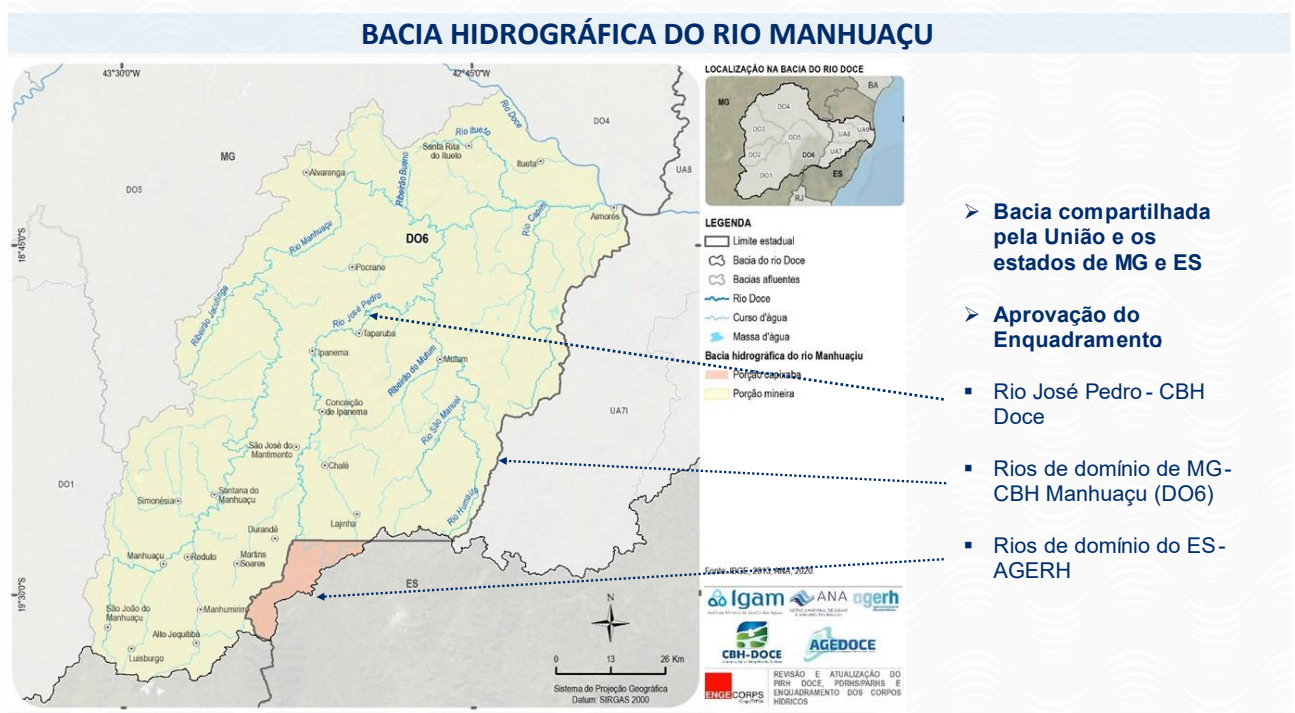 BACIA HIDROGRÁFICA DO RIO MANHUAÇU
43°30'0"W
42°45'0"W
18°45'0"S
19°30'0"S
MG
DO5
DO4
UA8
DO6
DO1
UA7I
ES
Rio Doce
Rio Itueto
Santa Rita
do Itueto
Itueta
Alvarenga
Ribeirão Bueno
Rio Capim
Aimorés
Rio Manhuaçu
Pocrane
Ribeirão Jacutinga
Rio José Pedro
Taparuba
Ipanema
Ribeirão do Mutum
Mutum
Conceição
de Ipanema
Rio São Manuel
São José do
Mantimento
Chalé
Simonésia
Santana do
Manhuaçu
Rio Humaitá
Lajinha
Durandé
Manhuaçu
Reduto
Martins
Soares
São João do
Manhuaçu
Manhumirim
Alto Jequitibá
Luisburgo
N
0 13 26 Km
Sistema de Projeção Geográfica
Datum: SIRGAS 2000
LOCALIZAÇÃO NA BACIA DO RIO DOCE
MG
BA
DO4
DO3
DO5
UA8
UA9
DO2
DO6
UA7
DO1
ES
RJ
LEGENDA
Limite estadual
Bacia do rio Doce
Bacias afluentes
Rio Doce
Curso d'água
Massa d'água
Bacia hidrográfica do rio Manhuaçiu
Porção capixaba
Porção mineira
Fonte: IBGE, 2013; ANA, 2020.
Igam
ANA
agerh
CBH-DOCE
AGEDOCE
ENGECORPS
REVISÃO E ATUALIZAÇÃO DO
PIRH DOCE, PDRHS/PARHS E
ENQUADRAMENTO DOS CORPOS
HÍDRICOS
➢ Bacia compartilhada
pela União e os
estados de MG e ES
➢ Aprovação do
Enquadramento
▪ Rio José Pedro - CBH
Doce
▪ Rios de domínio de MG-
CBH Manhuaçu (DO6)
▪ Rios de domínio do ES-
AGERH